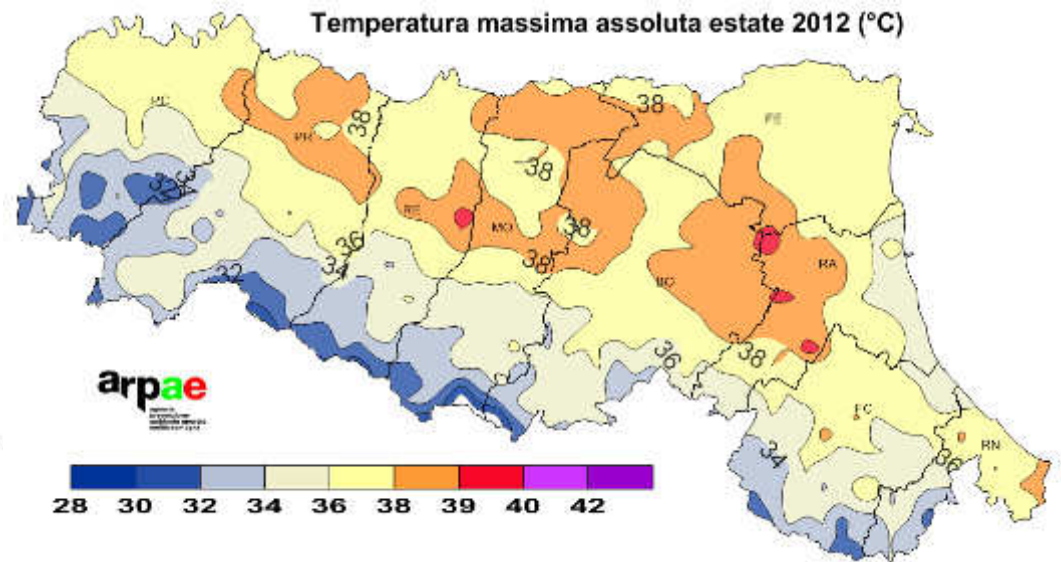 Temperatura massima assoluta estate 2012 (°C)
PC
PR
38
38
FE
RE
MO
38
38
38
BO
RA
36
34
32
36
38
FC
RN
34
36
arpae
28 30 32 34 36 38 39 40 42